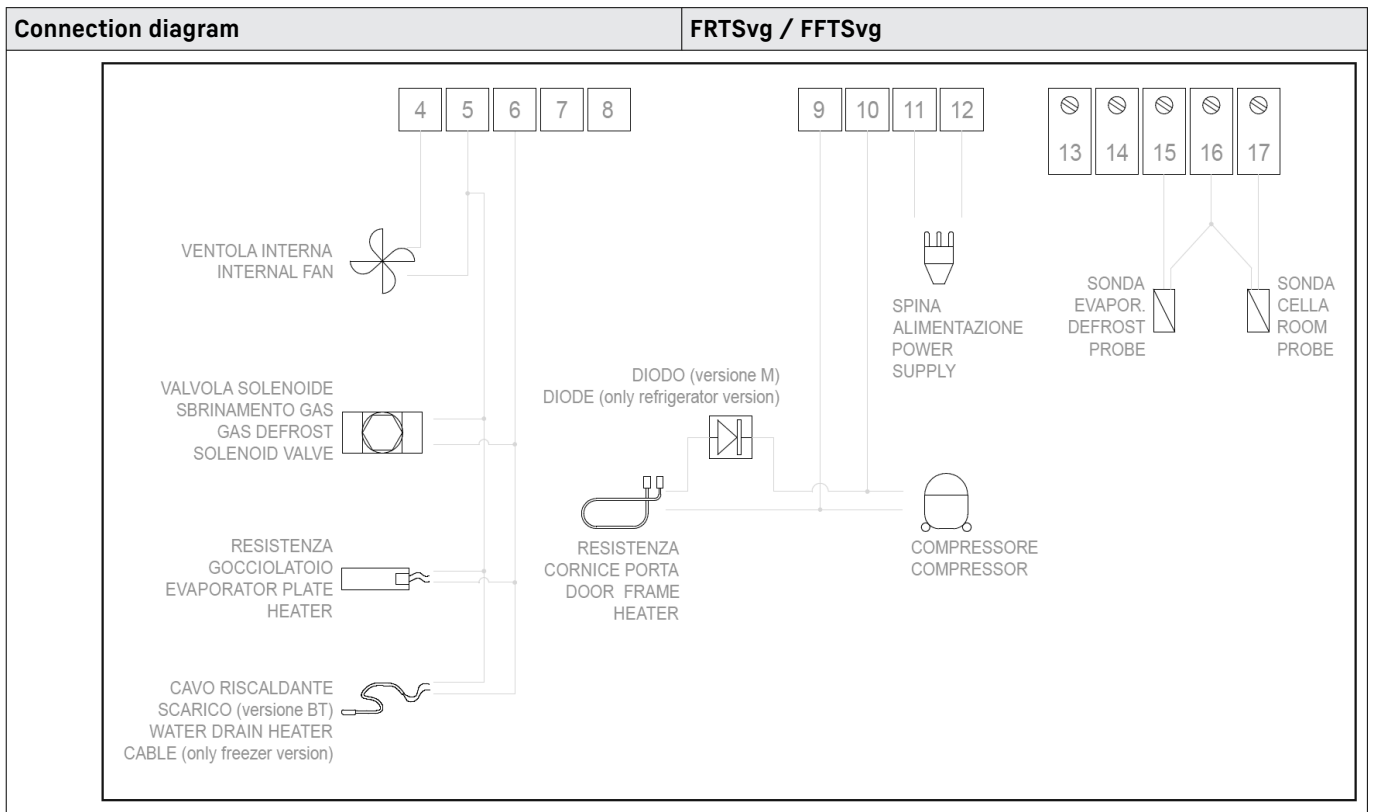 Connection diagram
FRTSvg / FFTSvg
4 5 6 7 8
9 10 11 12
13 14 15 16 17
VENTOLA INTERNA
INTERNAL FAN
SPINA
ALIMENTAZIONE
POWER
SUPPLY
SONDA
EVAPOR.
DEFROST
PROBE
SONDA
CELLA
ROOM
PROBE
VALVOLA SOLENOIDE
SBRINAMENTO GAS
GAS DEFROST
SOLENOID VALVE
DIODO (versione M)
DIODE (only refrigerator version)
RESISTENZA
GOCCIOLATOIO
EVAPORATOR PLATE
HEATER
RESISTENZA
CORNICE PORTA
DOOR FRAME
HEATER
COMPRESSORE
COMPRESSOR
CAVO RISCALDANTE
SCARICO (versione BT)
WATER DRAIN HEATER
CABLE (only freezer version)